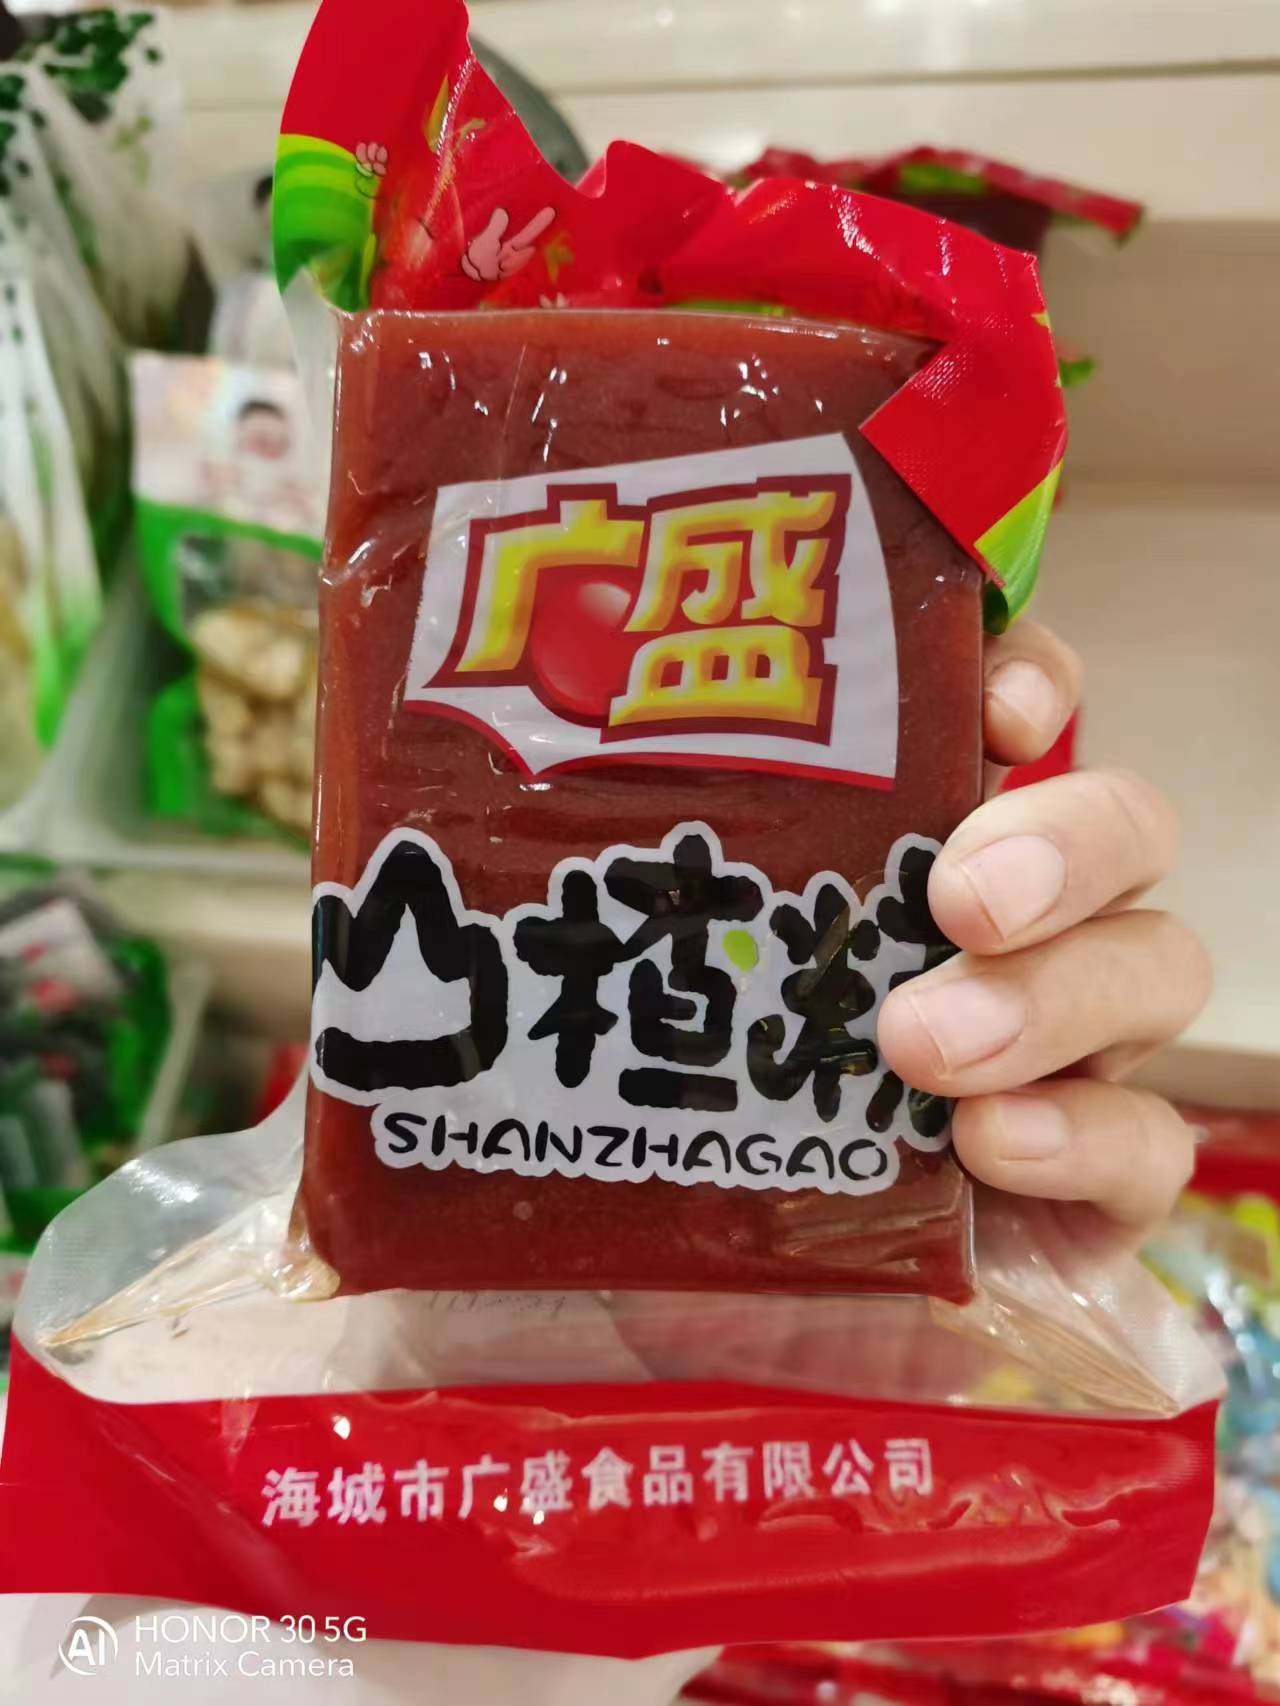 广盛
山楂糕
SHANZHAGAO
海城市广盛食品有限公司
AI HONOR 30 5G
Matrix Camera